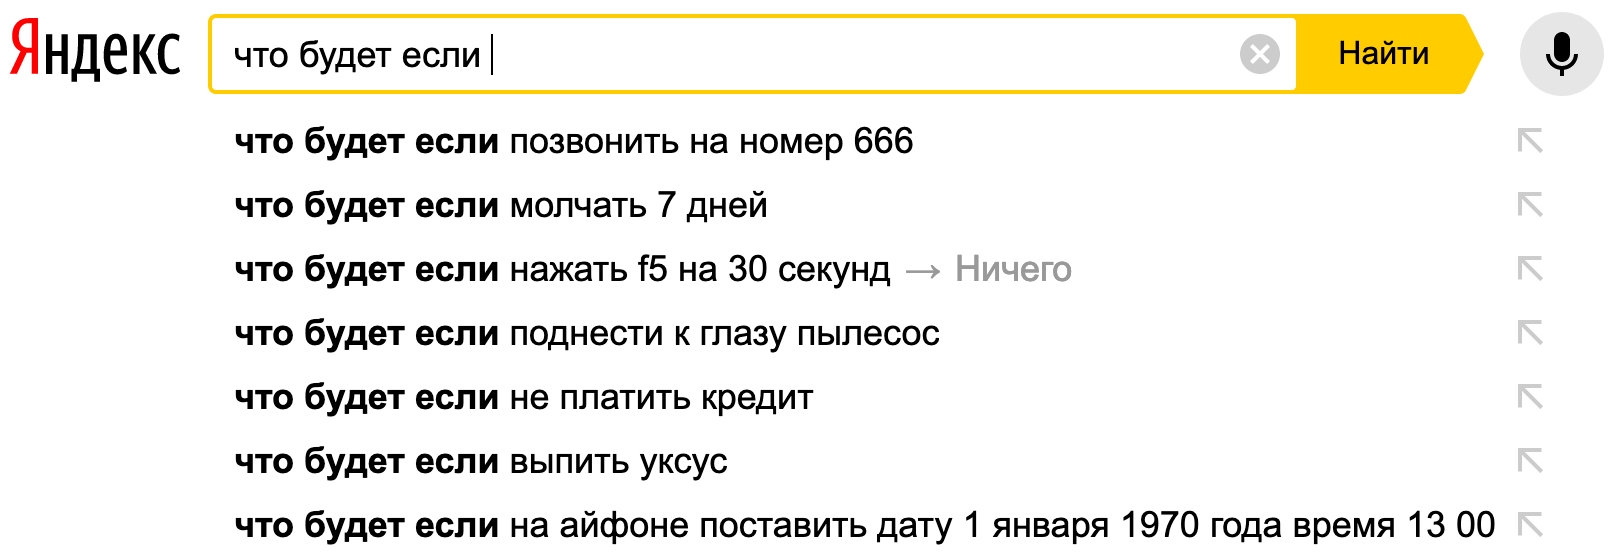 Яндекс
что будет если
Найти
что будет если позвонить на номер 666
что будет если молчать 7 дней
что будет если нажать f5 на 30 секунд → Ничего
что будет если поднести к глазу пылесос
что будет если не платить кредит
что будет если выпить уксус
что будет если на айфоне поставить дату 1 января 1970 года время 13 00